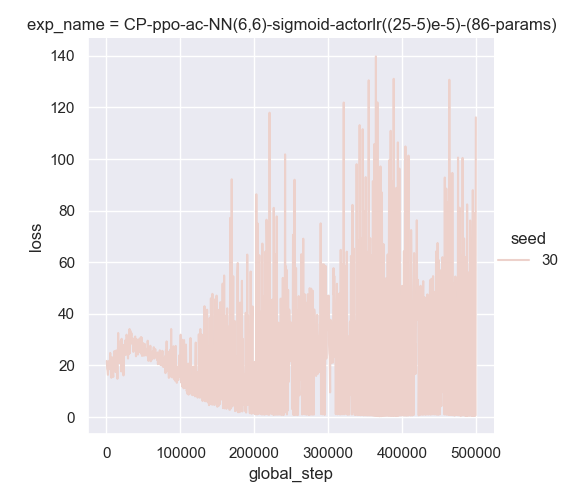 exp_name = CP-ppo-ac-NN(6,6)-sigmoid-actorlr((25-5)e-5)-(86-params)
140
120
100
80
60
40
20
0
loss
seed
30
0 100000 200000 300000 400000 500000
global_step